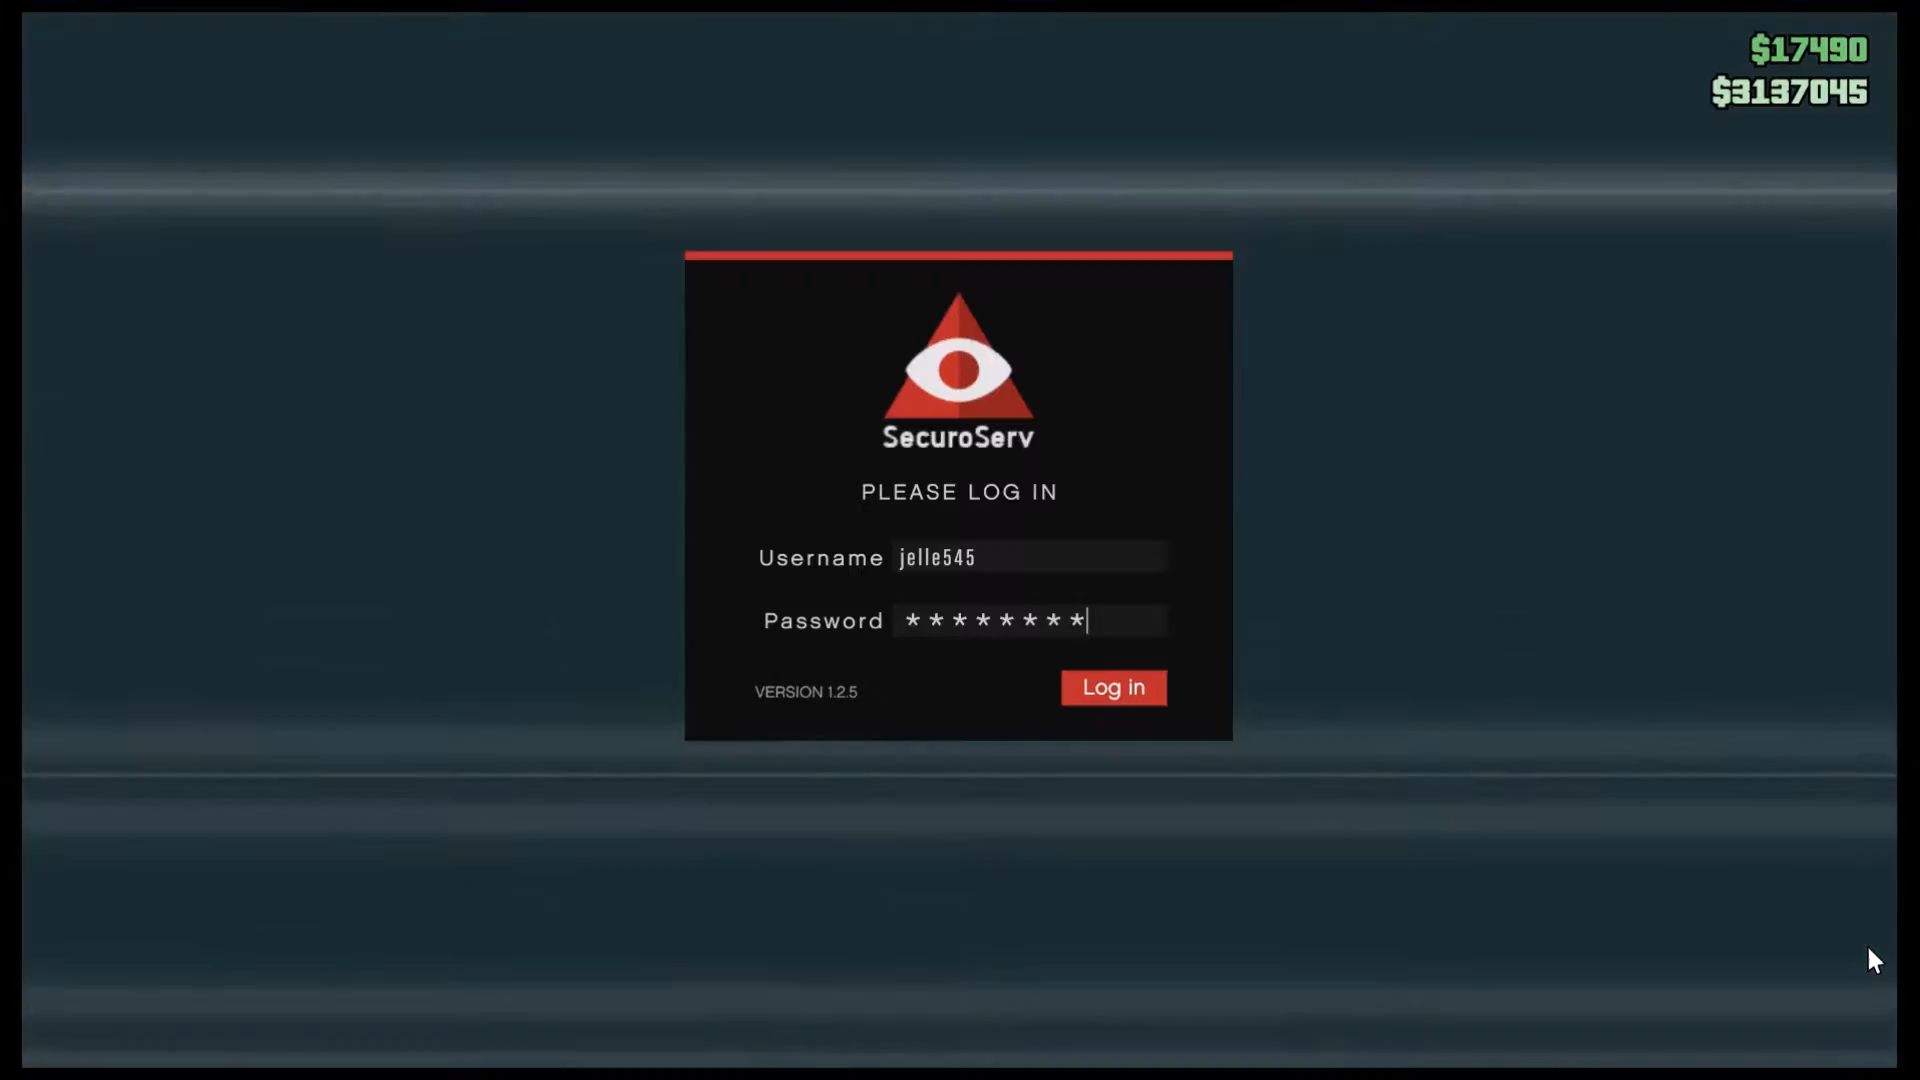 $17490
$3137045
SecuroServ
PLEASE LOG IN
Username jelle545
Password ********
VERSION 1.2.5
Log in